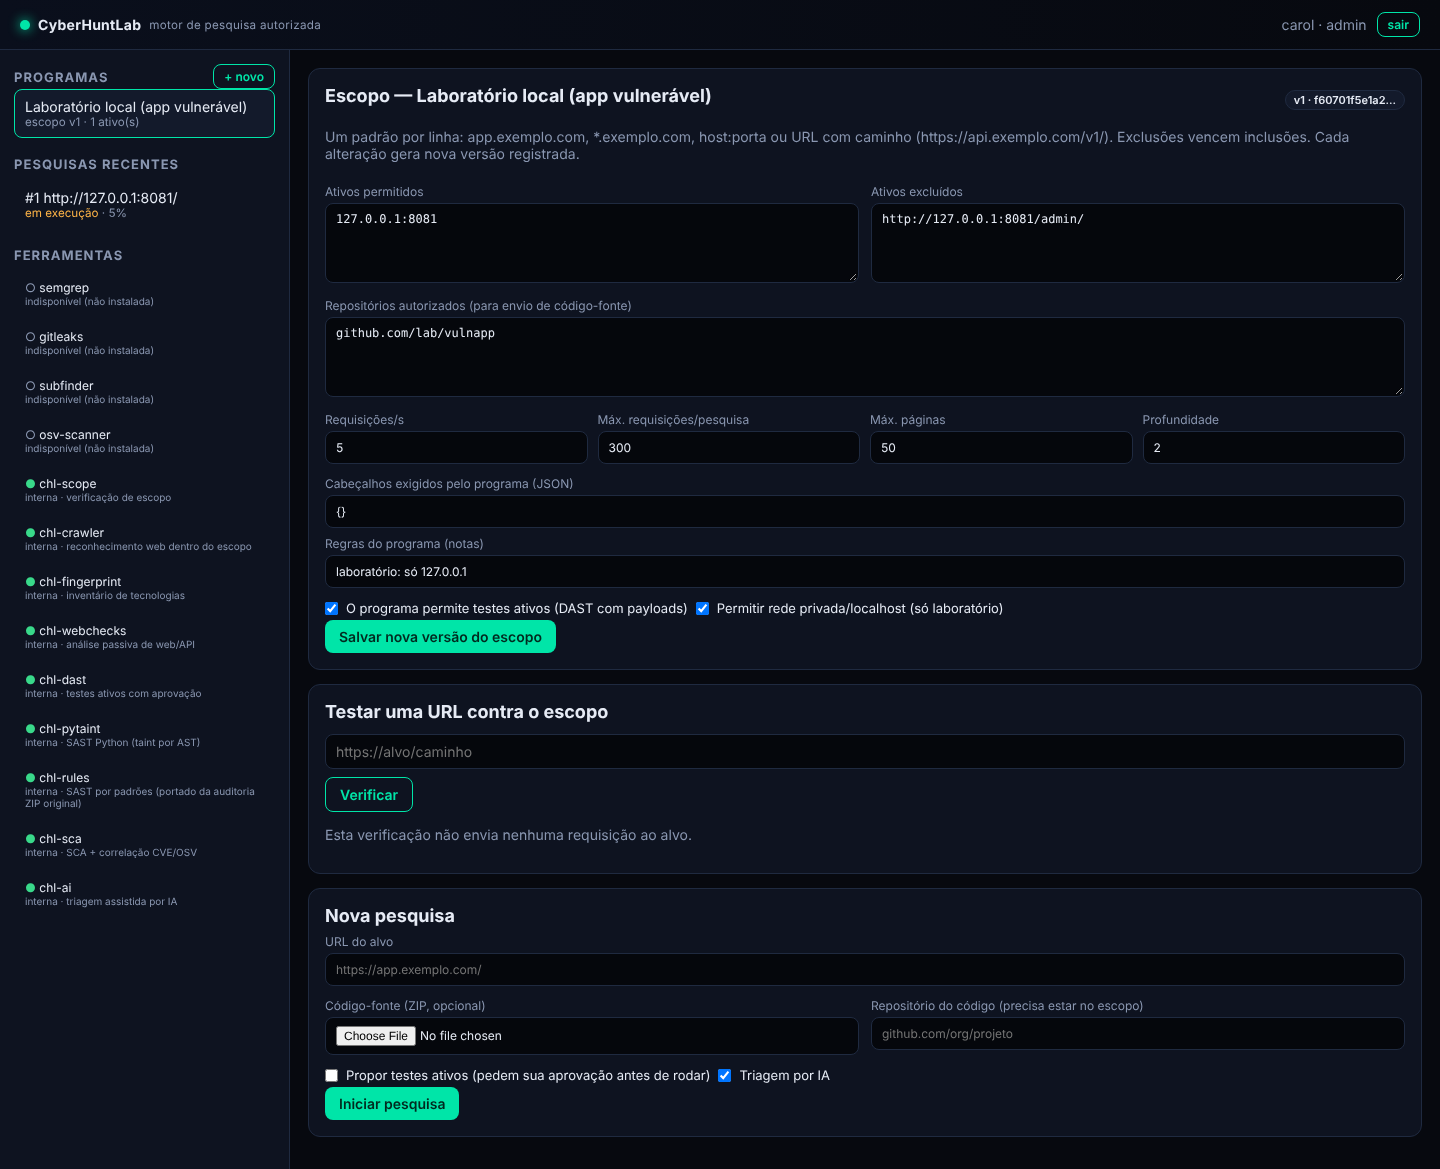 CyberHuntLab motor de pesquisa autorizada
carol · admin sair
PROGRAMAS + novo
Laboratório local (app vulnerável)
escopo v1 · 1 ativo(s)
PESQUISAS RECENTES
#1 http://127.0.0.1:8081/
em execução · 5%
FERRAMENTAS
semgrep
indisponível (não instalada)
gitleaks
indisponível (não instalada)
subfinder
indisponível (não instalada)
osv-scanner
indisponível (não instalada)
chl-scope
interna · verificação de escopo
chl-crawler
interna · reconhecimento web dentro do escopo
chl-fingerprint
interna · inventário de tecnologias
chl-webchecks
interna · análise passiva de web/API
chl-dast
interna · testes ativos com aprovação
chl-pytaint
interna · SAST Python (taint por AST)
chl-rules
interna · SAST por padrões (portado da auditoria
ZIP original)
chl-sca
interna · SCA + correlação CVE/OSV
chl-ai
interna · triagem assistida por IA
Escopo — Laboratório local (app vulnerável)
v1 · f60701f5e1a2…
Um padrão por linha: app.exemplo.com, *.exemplo.com, host:porta ou URL com caminho (https://api.exemplo.com/v1/). Exclusões vencem inclusões. Cada
alteração gera nova versão registrada.
Ativos permitidos Ativos excluídos
127.0.0.1:8081 http://127.0.0.1:8081/admin/
Repositórios autorizados (para envio de código-fonte)
github.com/lab/vulnapp
Requisições/s Máx. requisições/pesquisa Máx. páginas Profundidade
5 300 50 2
Cabeçalhos exigidos pelo programa (JSON)
{}
Regras do programa (notas)
laboratório: só 127.0.0.1
O programa permite testes ativos (DAST com payloads) Permitir rede privada/localhost (só laboratório)
Salvar nova versão do escopo
Testar uma URL contra o escopo
https://alvo/caminho
Verificar
Esta verificação não envia nenhuma requisição ao alvo.
Nova pesquisa
URL do alvo
https://app.exemplo.com/
Código-fonte (ZIP, opcional) Repositório do código (precisa estar no escopo)
Choose File No file chosen github.com/org/projeto
Propor testes ativos (pedem sua aprovação antes de rodar) Triagem por IA
Iniciar pesquisa